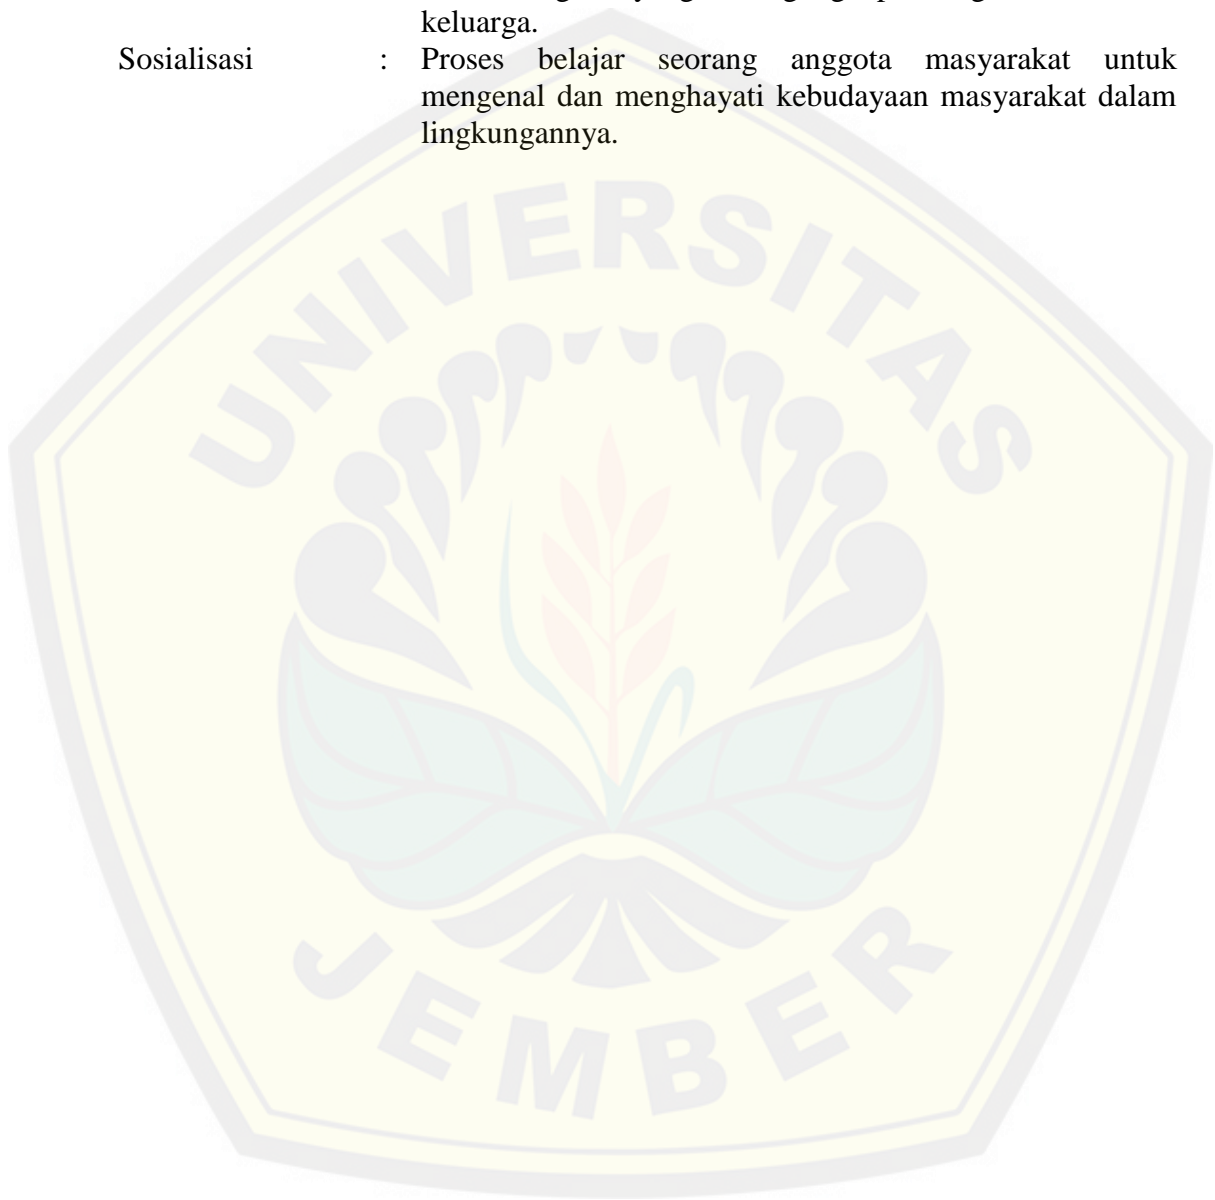 keluarga.
Sosialisasi : Proses belajar seorang anggota masyarakat untuk
mengenal dan menghayati kebudayaan masyarakat dalam
lingkungannya.
UNIVERSITAS
JEMBER